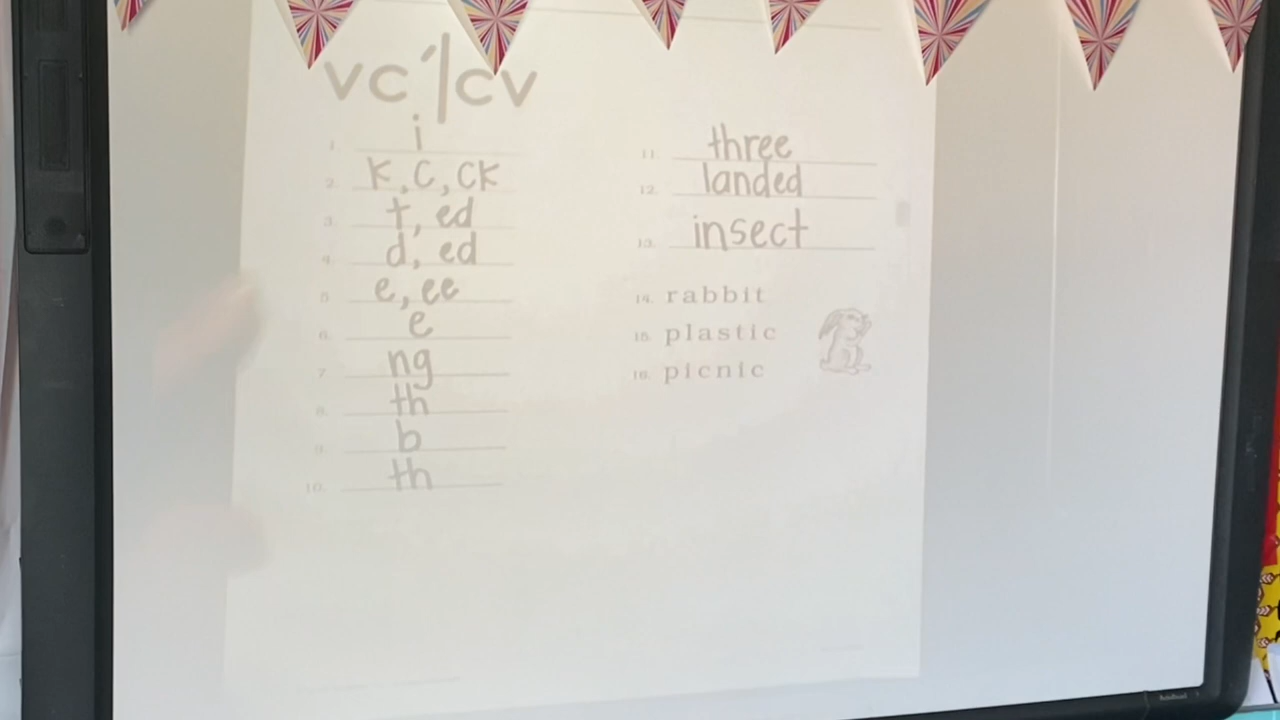 vc´|cv
1. i
2. k, c, ck
3. t, ed
4. d, ed
5. e, ee
6. e
7. ng
8. th
9. b
10. th
11. three
12. landed
13. insect
14. rabbit
15. plastic
16. picnic